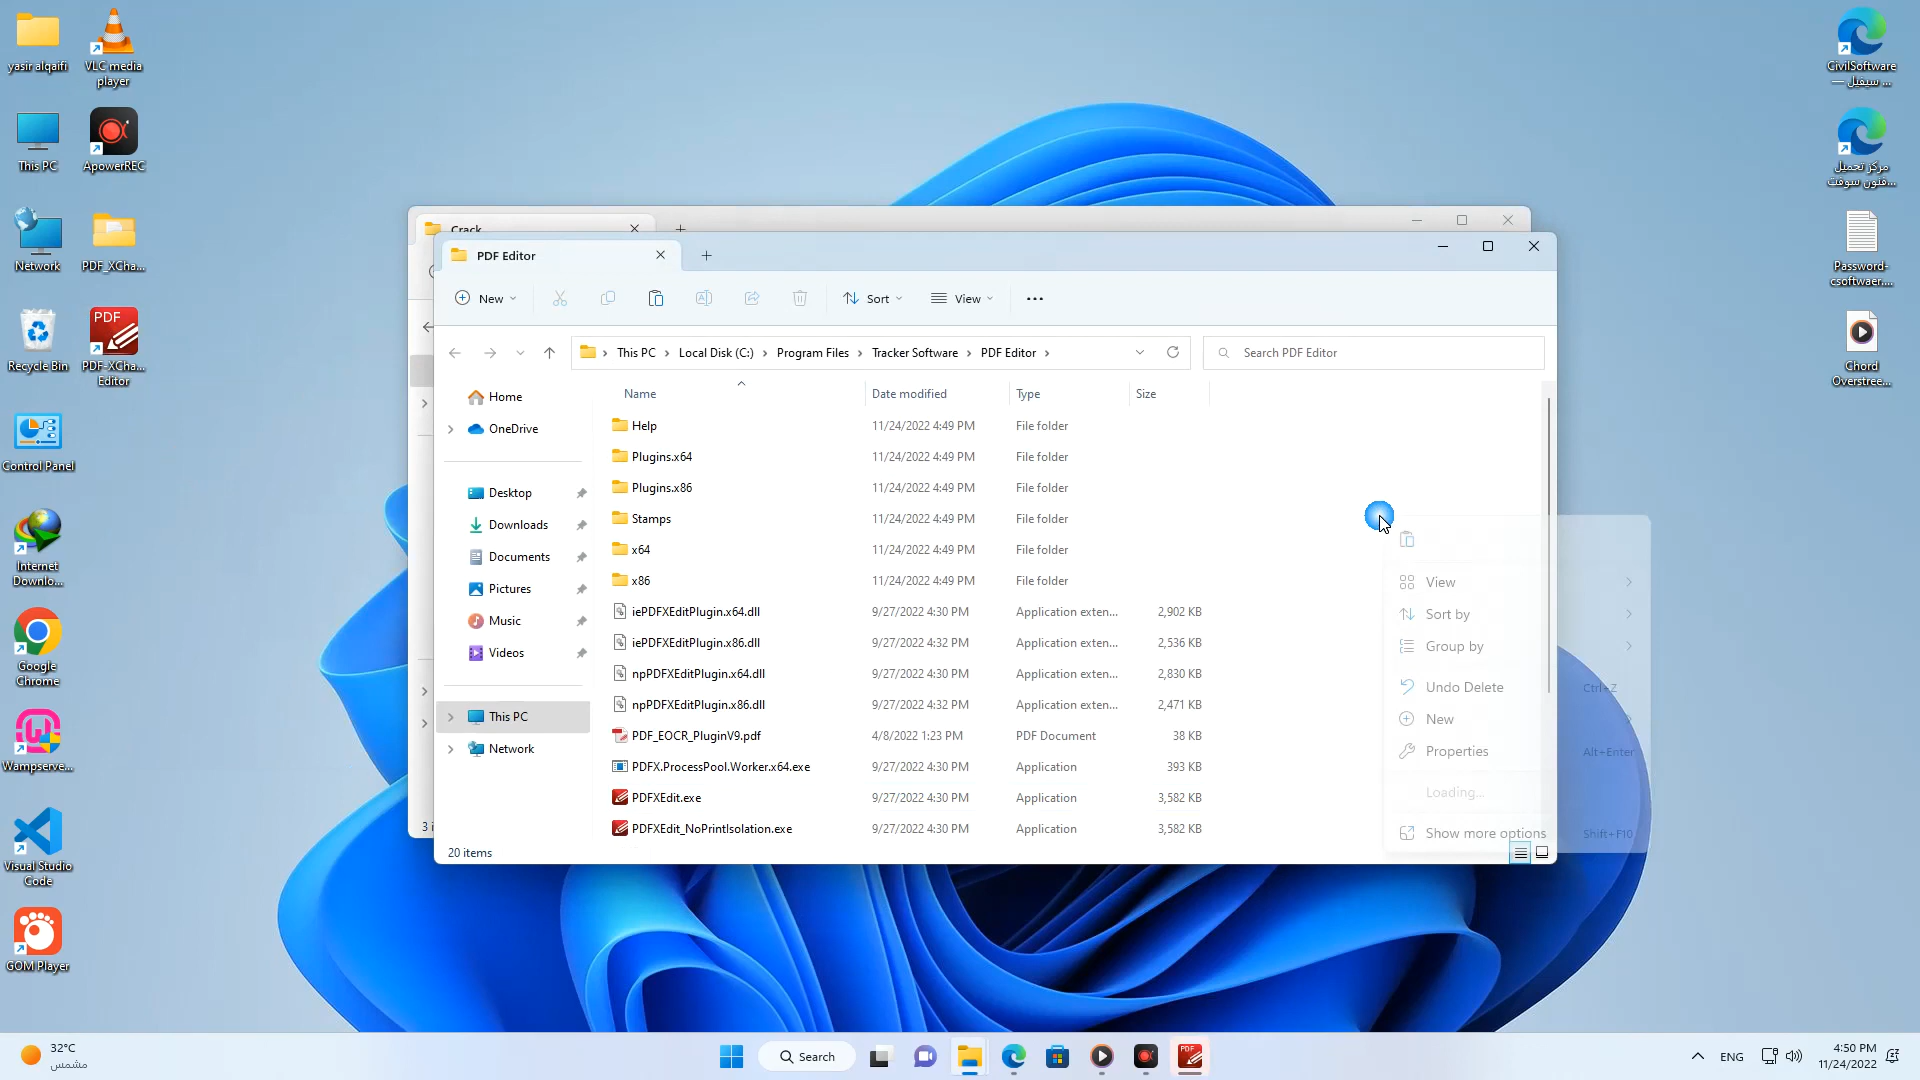 yasir alqaifi
VLC media
player
This PC
ApowerREC
Network
PDF_XCha...
Recycle Bin
PDF-XCha...
Editor
Control Panel
Internet
Downlo...
Google
Chrome
Wampserve...
Visual Studio
Code
GOM Player
CivilSoftware
— سيفيل ...
مركز تحميل
فنون سوفت...
Password-
csoftwaer....
Chord
Overstree...
Crack
PDF Editor
New
Sort
View
This PC
Local Disk (C:)
Program Files
Tracker Software
PDF Editor
Search PDF Editor
Name
Date modified
Type
Size
Home
OneDrive
Desktop
Downloads
Documents
Pictures
Music
Videos
This PC
Network
Help 11/24/2022 4:49 PM File folder
Plugins.x64 11/24/2022 4:49 PM File folder
Plugins.x86 11/24/2022 4:49 PM File folder
Stamps 11/24/2022 4:49 PM File folder
x64 11/24/2022 4:49 PM File folder
x86 11/24/2022 4:49 PM File folder
iePDFXEditPlugin.x64.dll 9/27/2022 4:30 PM Application exten... 2,902 KB
iePDFXEditPlugin.x86.dll 9/27/2022 4:32 PM Application exten... 2,536 KB
npPDFXEditPlugin.x64.dll 9/27/2022 4:30 PM Application exten... 2,830 KB
npPDFXEditPlugin.x86.dll 9/27/2022 4:32 PM Application exten... 2,471 KB
PDF_EOCR_PluginV9.pdf 4/8/2022 1:23 PM PDF Document 38 KB
PDFX.ProcessPool.Worker.x64.exe 9/27/2022 4:30 PM Application 393 KB
PDFXEdit.exe 9/27/2022 4:30 PM Application 3,582 KB
PDFXEdit_NoPrintIsolation.exe 9/27/2022 4:30 PM Application 3,582 KB
3 i
20 items
View
Sort by
Group by
Undo Delete Ctrl+Z
New
Properties Alt+Enter
Loading...
Show more options Shift+F10
32°C
مشمس
Search
PDF
ENG
4:50 PM
11/24/2022